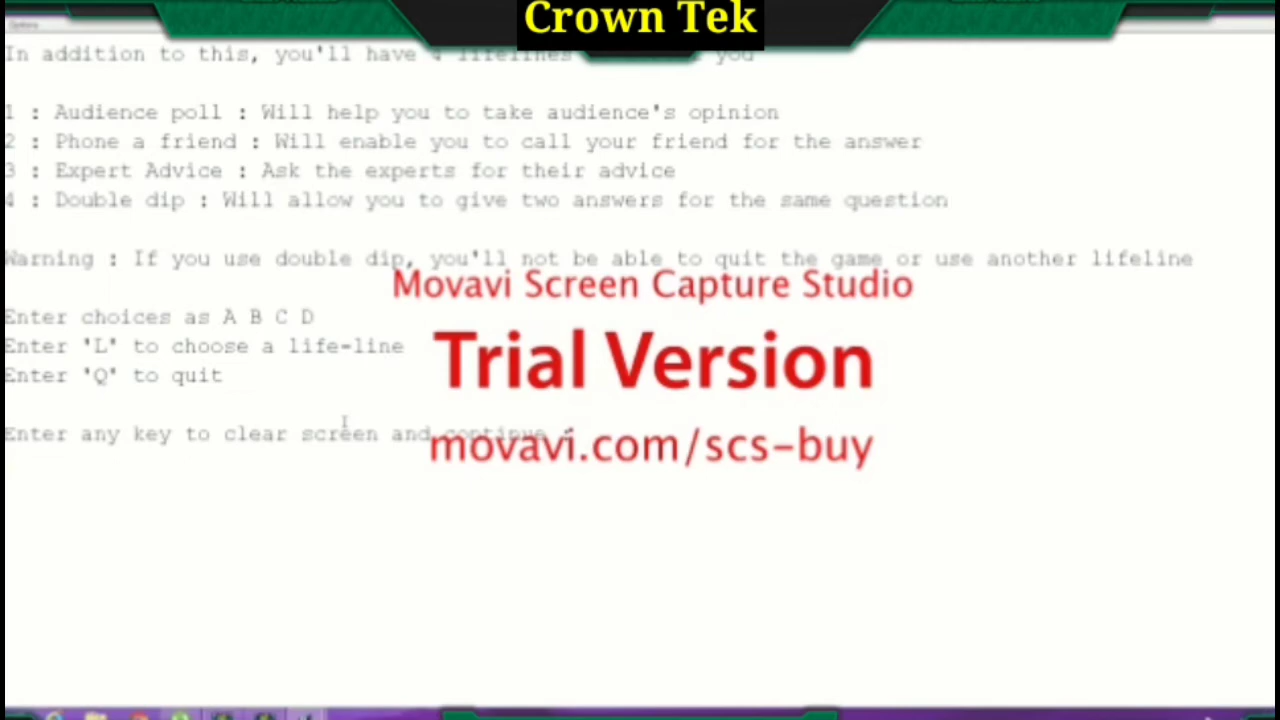 Crown Tek
Options
In addition to this, you'll have 4 lifelines you
1 : Audience poll : Will help you to take audience's opinion
2 : Phone a friend : Will enable you to call your friend for the answer
3 : Expert Advice : Ask the experts for their advice
4 : Double dip : Will allow you to give two answers for the same question
Warning : If you use double dip, you'll not be able to quit the game or use another lifeline
Movavi Screen Capture Studio
Enter choices as A B C D
Enter 'L' to choose a life-line
Trial Version
Enter 'Q' to quit
Enter any key to clear screen and continue
movavi.com/scs-buy